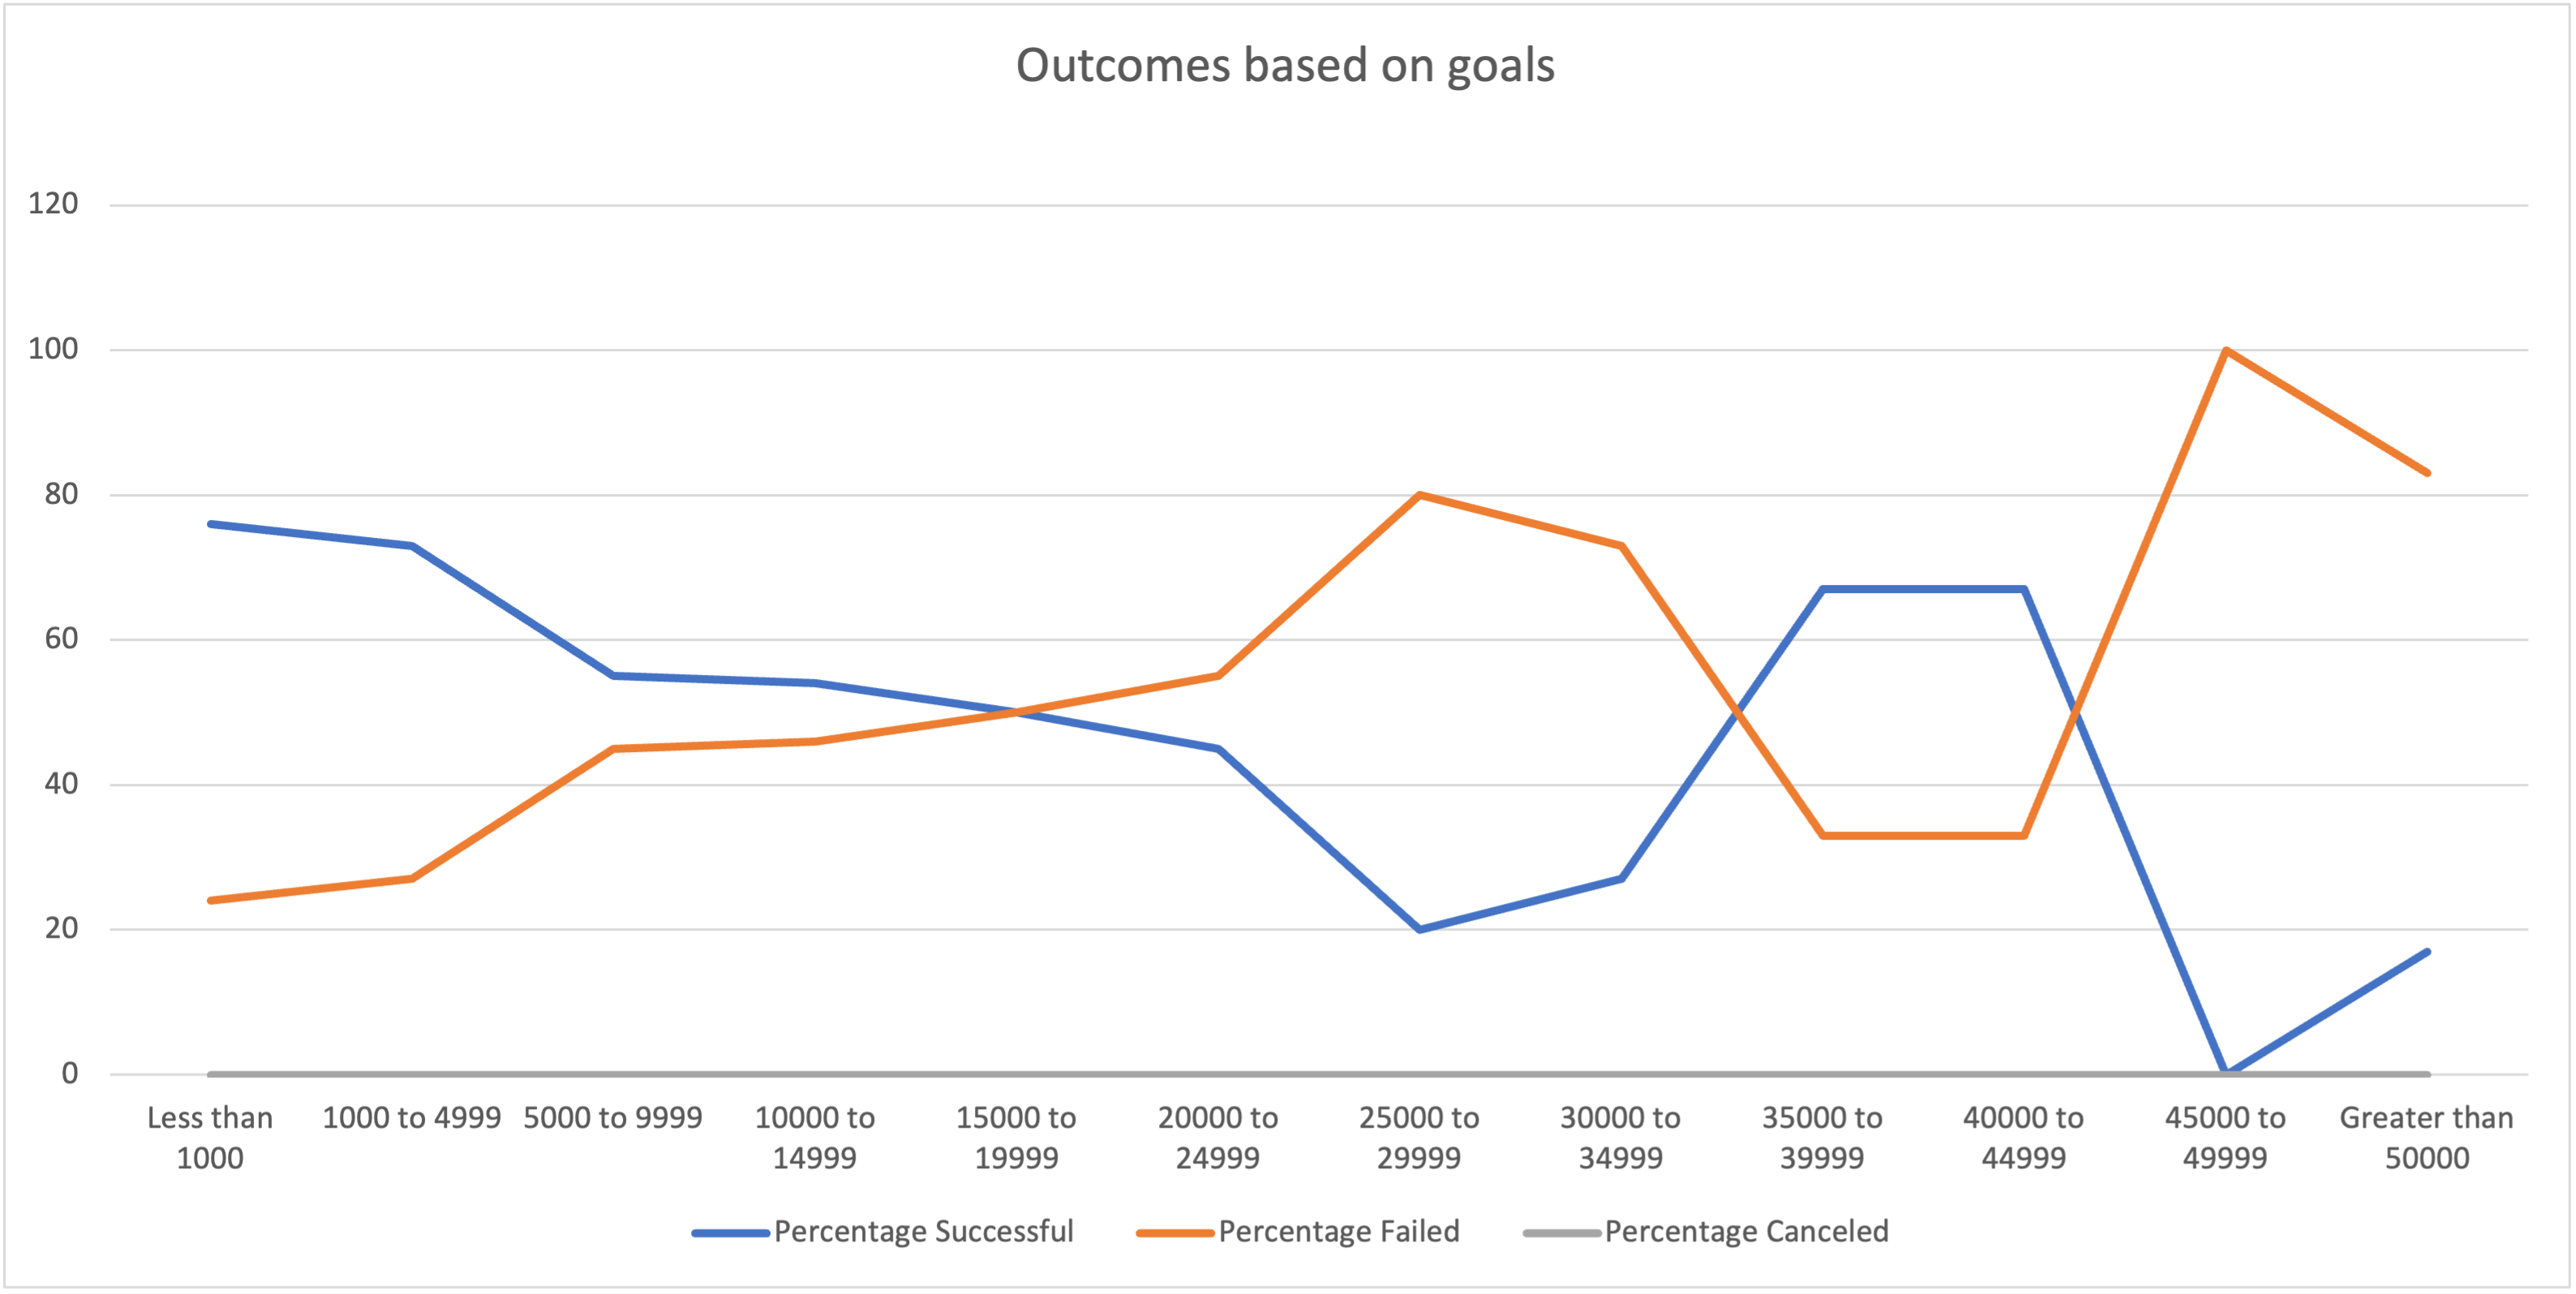 Outcomes based on goals
120
100
80
60
40
20
0
Less than
1000
1000 to 4999
5000 to 9999
10000 to
14999
15000 to
19999
20000 to
24999
25000 to
29999
30000 to
34999
35000 to
39999
40000 to
44999
45000 to
49999
Greater than
50000
Percentage Successful
Percentage Failed
Percentage Canceled